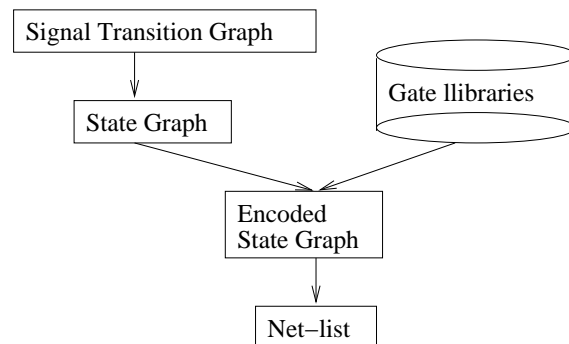 Signal Transition Graph
Gate llibraries
State Graph
Encoded
State Graph
Net−list